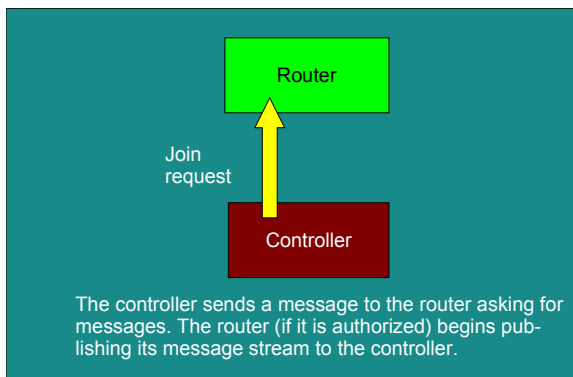 Router
Join
request
Controller
The controller sends a message to the router asking for
messages. The router (if it is authorized) begins pub-
lishing its message stream to the controller.